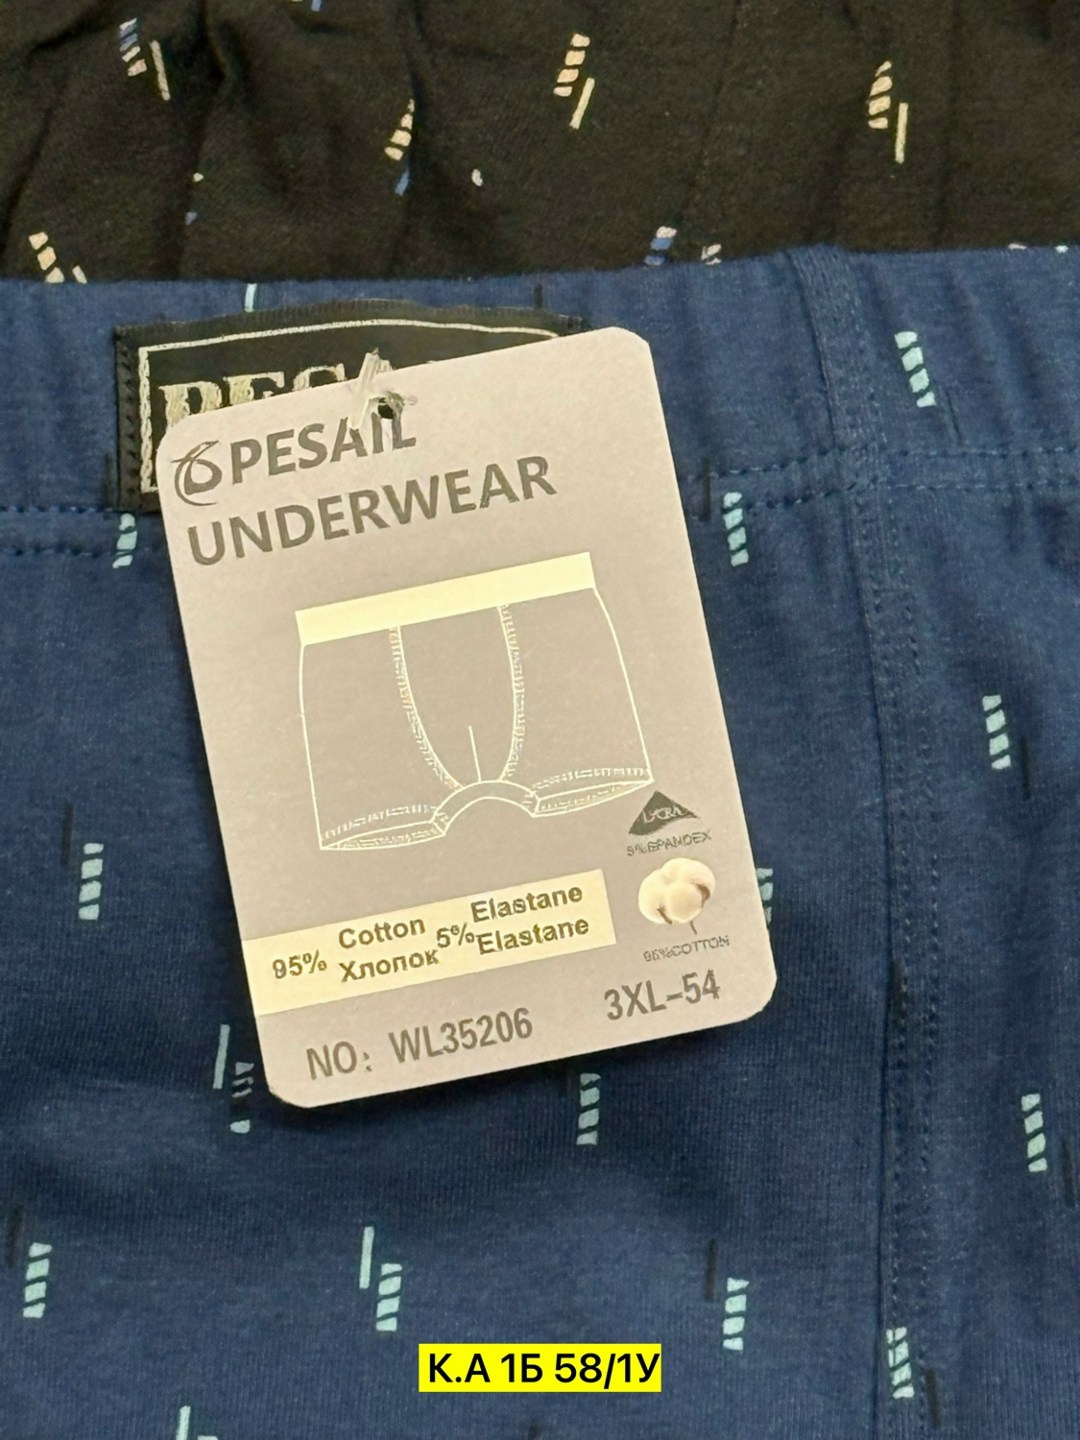 PESAIL
UNDERWEAR
LYCRA
5%SPANDEX
95% Cotton 5% Elastane
Хлопок Elastane
95%COTTON
NO: WL35206 3XL-54
К.А 1Б 58/1У